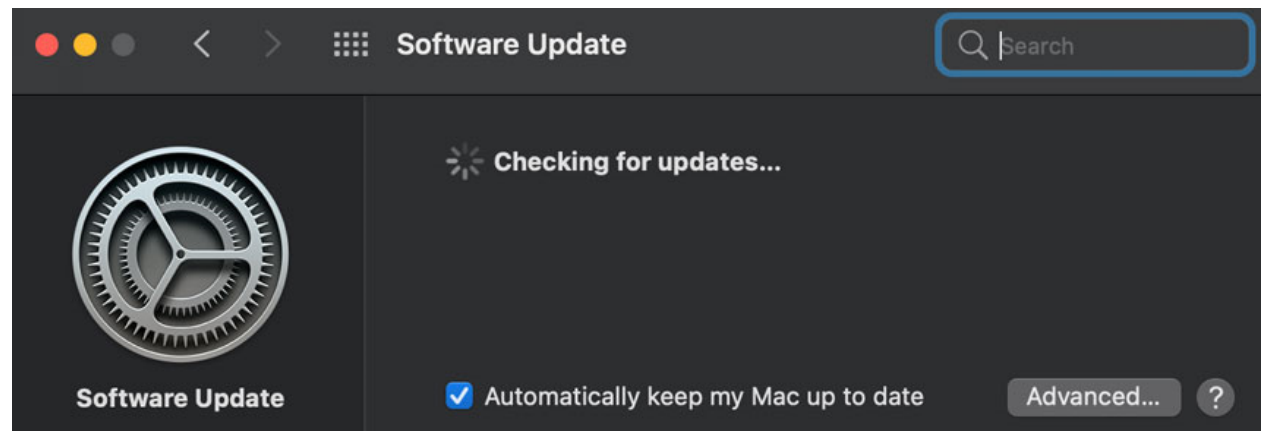 Software Update
Search
Checking for updates...
Software Update
Automatically keep my Mac up to date
Advanced...
?